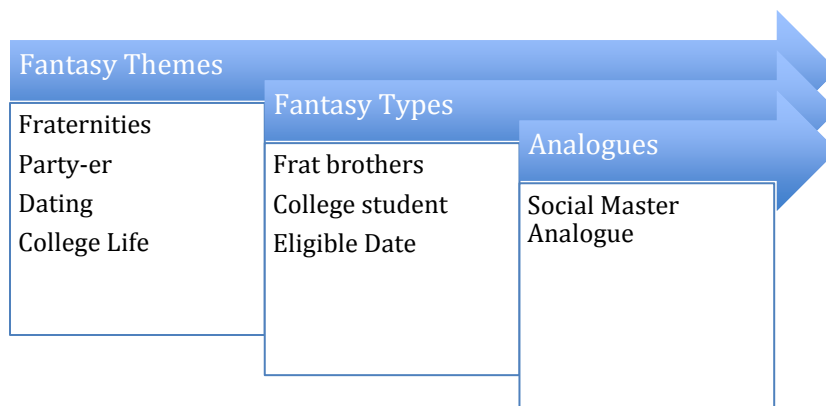 Fantasy Themes
Fraternities
Party-er
Dating
College Life
Fantasy Types
Frat brothers
College student
Eligible Date
Analogues
Social Master
Analogue